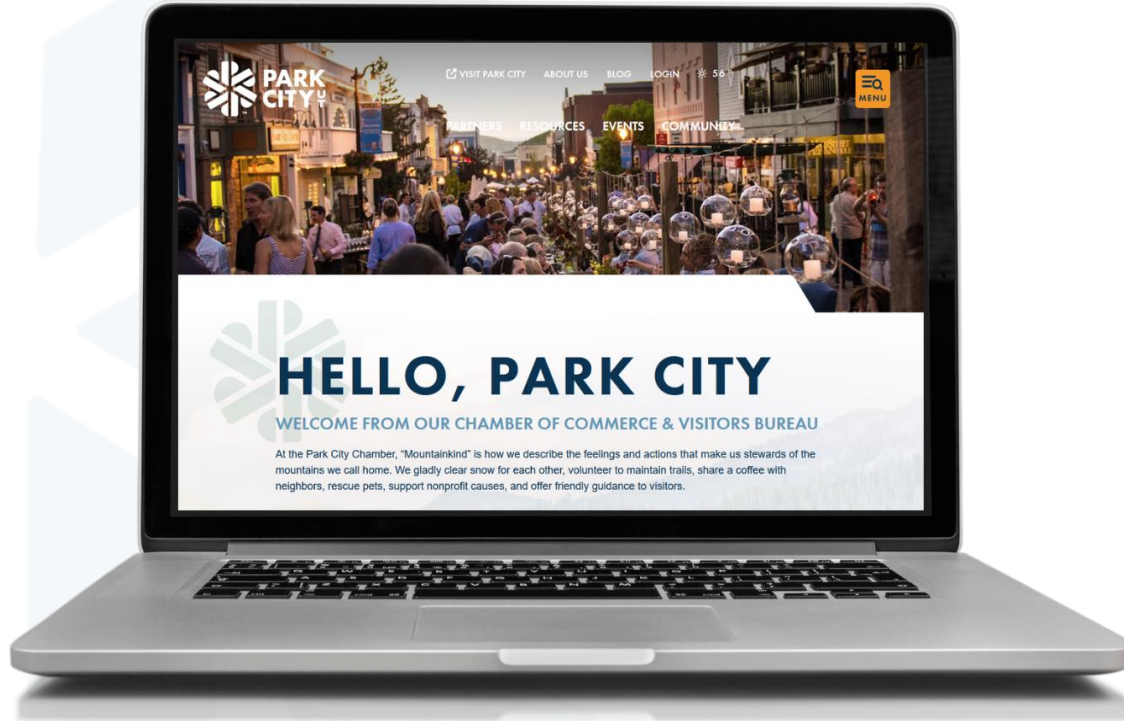 PARK
CITY UT
VISIT PARK CITY ABOUT US BLOG LOGIN 56
MENU
PARTNERS RESOURCES EVENTS COMMUNITY
HELLO, PARK CITY
WELCOME FROM OUR CHAMBER OF COMMERCE & VISITORS BUREAU
At the Park City Chamber, "Mountainkind" is how we describe the feelings and actions that make us stewards of the
mountains we call home. We gladly clear snow for each other, volunteer to maintain trails, share a coffee with
neighbors, rescue pets, support nonprofit causes, and offer friendly guidance to visitors.